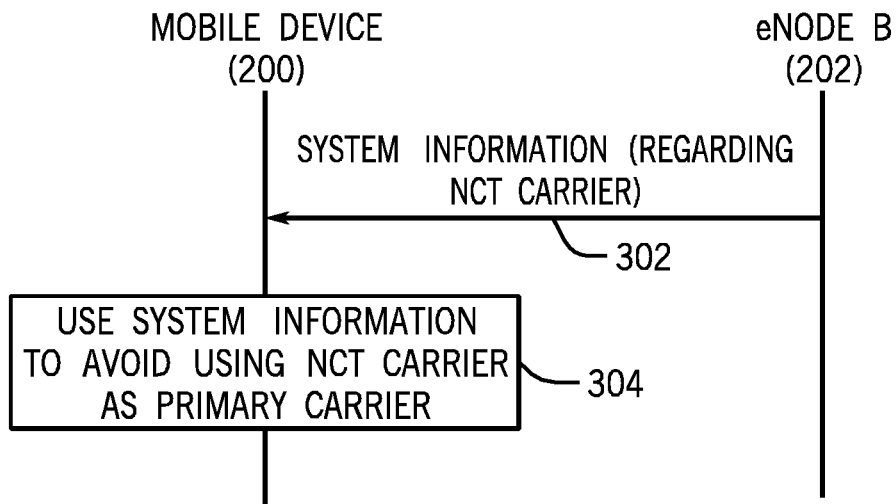 MOBILE DEVICE
(200)
eNODE B
(202)
SYSTEM INFORMATION (REGARDING
NCT CARRIER)
302
USE SYSTEM INFORMATION
TO AVOID USING NCT CARRIER
AS PRIMARY CARRIER
304